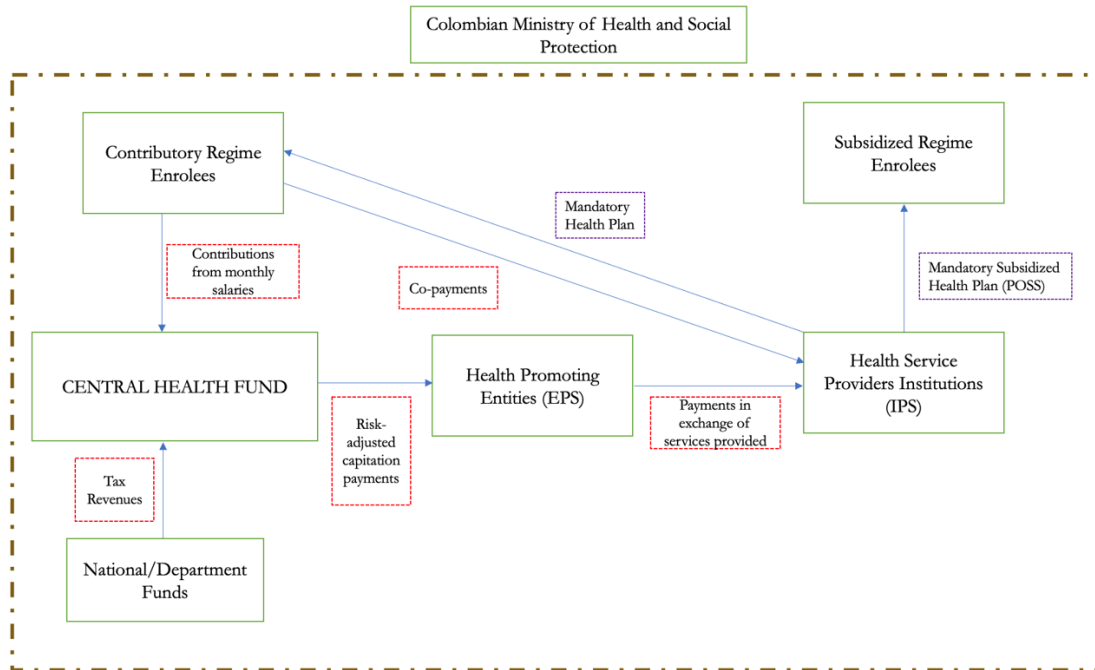 Colombian Ministry of Health and Social
Protection
Contributory Regime
Enrolees
Subsidized Regime
Enrolees
Mandatory
Health Plan
Contributions
from monthly
salaries
Co-payments
Mandatory Subsidized
Health Plan (POSS)
CENTRAL HEALTH FUND
Health Promoting
Entities (EPS)
Health Service
Providers Institutions
(IPS)
Risk-
adjusted
capitation
payments
Payments in
exchange of
services provided
Tax
Revenues
National/Department
Funds